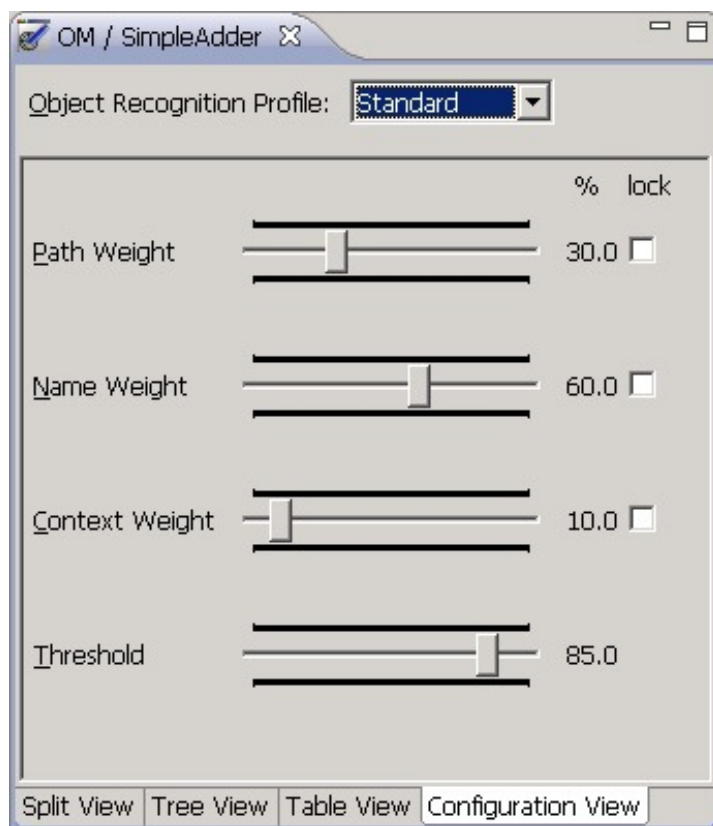 OM / SimpleAdder
Object Recognition Profile: Standard
% lock
Path Weight 30.0
Name Weight 60.0
Context Weight 10.0
Threshold 85.0
Split View Tree View Table View Configuration View